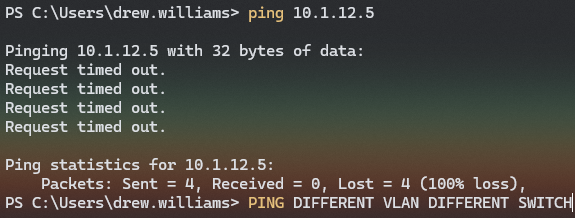 PS C:\Users\drew.williams> ping 10.1.12.5
Pinging 10.1.12.5 with 32 bytes of data:
Request timed out.
Request timed out.
Request timed out.
Request timed out.
Ping statistics for 10.1.12.5:
    Packets: Sent = 4, Received = 0, Lost = 4 (100% loss),
PS C:\Users\drew.williams> PING DIFFERENT VLAN DIFFERENT SWITCH